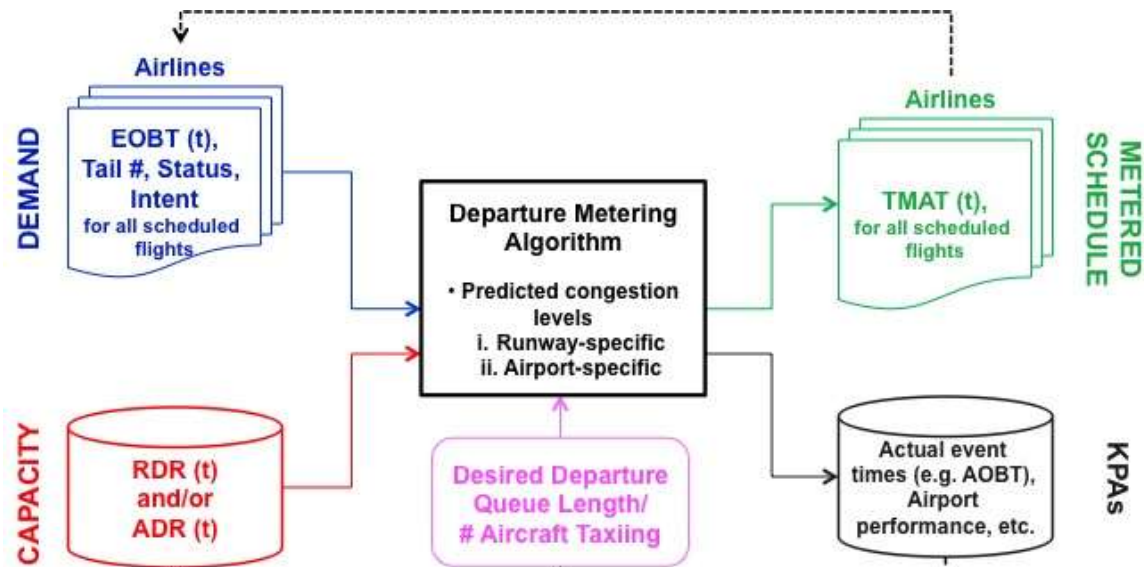 Airlines
DEMAND
EOBT (t),
Tail #, Status,
Intent
for all scheduled
flights
Departure Metering
Algorithm
• Predicted congestion
levels
i. Runway-specific
ii. Airport-specific
Airlines
TMAT (t),
for all scheduled
flights
METERED
SCHEDULE
CAPACITY
RDR (t)
and/or
ADR (t)
Desired Departure
Queue Length/
# Aircraft Taxiing
Actual event
times (e.g. AOBT),
Airport
performance, etc.
KPAs